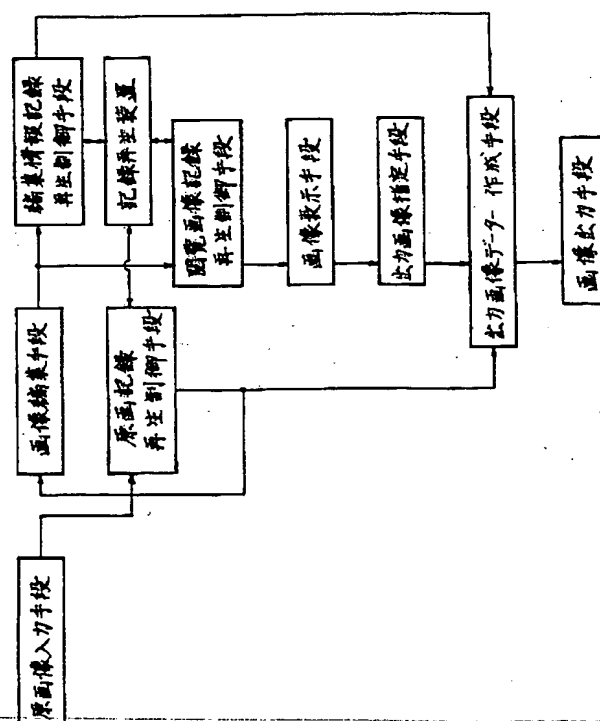 原画像入力手段
画像編集手段
原画記録
再生制御手段
編集情報記録
再生制御手段
記録再生装置
閲覧画像記録
再生制御手段
画像表示手段
出力画像指定手段
出力画像データー作成手段
画像出力手段